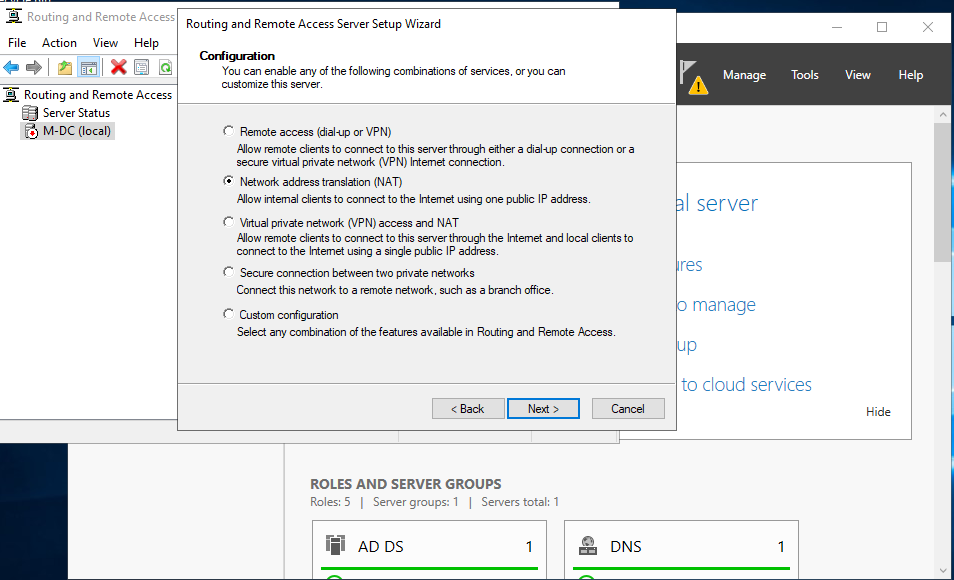 Routing and Remote Access
File Action View Help
Routing and Remote Access
Server Status
M-DC (local)
Routing and Remote Access Server Setup Wizard
Configuration
You can enable any of the following combinations of services, or you can
customize this server.
Remote access (dial-up or VPN)
Allow remote clients to connect to this server through either a dial-up connection or a
secure virtual private network (VPN) Internet connection.
Network address translation (NAT)
Allow internal clients to connect to the Internet using one public IP address.
Virtual private network (VPN) access and NAT
Allow remote clients to connect to this server through the Internet and local clients to
connect to the Internet using a single public IP address.
Secure connection between two private networks
Connect this network to a remote network, such as a branch office.
Custom configuration
Select any combination of the features available in Routing and Remote Access.
< Back Next > Cancel
Manage Tools View Help
al server
ures
o manage
up
to cloud services
Hide
ROLES AND SERVER GROUPS
Roles: 5 | Server groups: 1 | Servers total: 1
AD DS 1
DNS 1